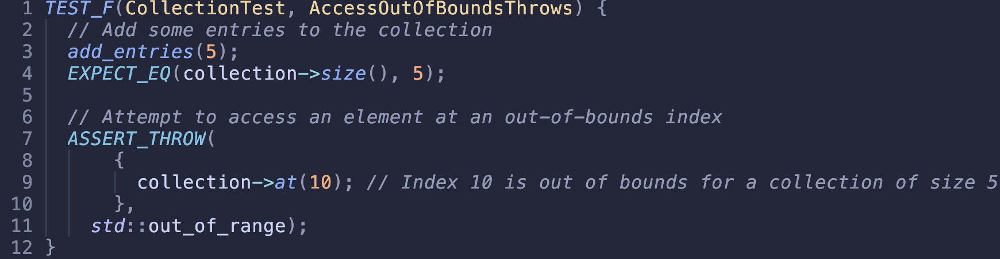 1 TEST_F(CollectionTest, AccessOutOfBoundsThrows) {
2   // Add some entries to the collection
3   add_entries(5);
4   EXPECT_EQ(collection->size(), 5);
5
6   // Attempt to access an element at an out-of-bounds index
7   ASSERT_THROW(
8       {
9         collection->at(10); // Index 10 is out of bounds for a collection of size 5
10       },
11     std::out_of_range);
12 }